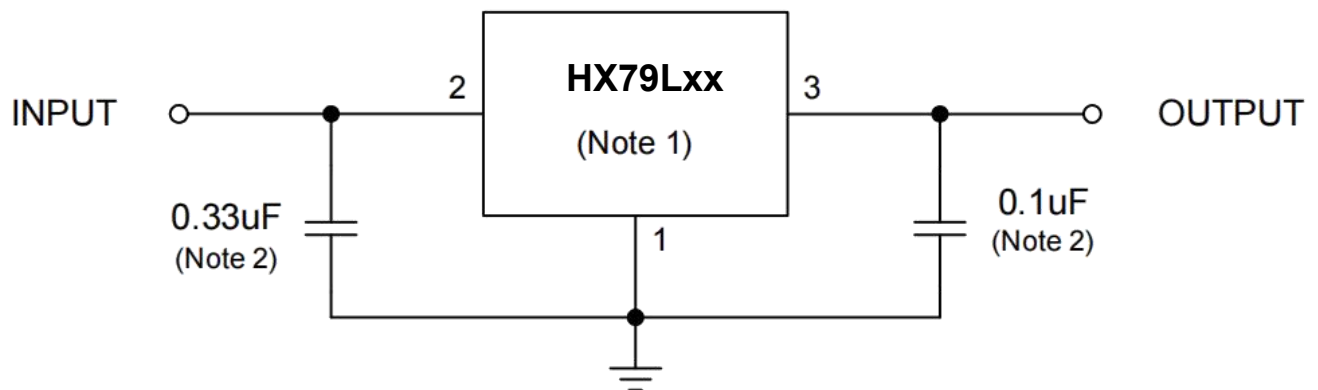 HX79Lxx
2
3
INPUT
OUTPUT
(Note 1)
0.33uF
(Note 2)
1
0.1uF
(Note 2)